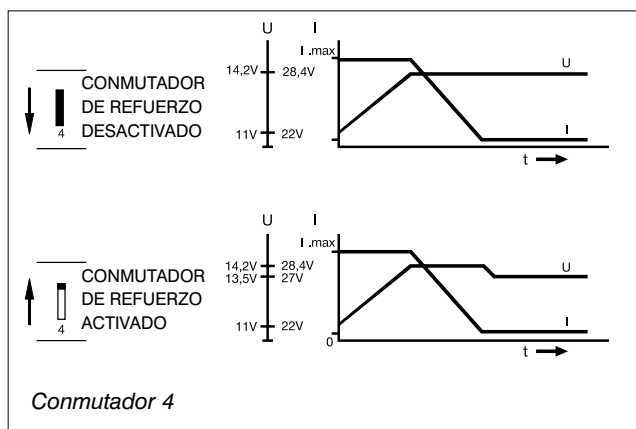 U I
I .max
14,2V 28,4V
U
CONMUTADOR
DE REFUERZO
DESACTIVADO
4
11V 22V
I
t
U I
I .max
14,2V 28,4V
13,5V 27V
U
CONMUTADOR
DE REFUERZO
ACTIVADO
4
11V 22V
I
0
t
Conmutador 4